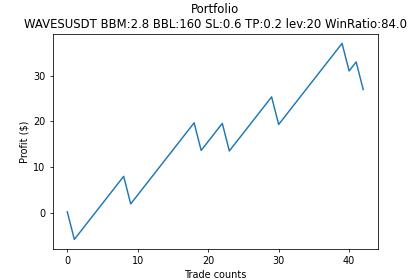 Portfolio
WAVESUSDT BBM:2.8 BBL:160 SL:0.6 TP:0.2 lev:20 WinRatio:84.0
30
20
10
0
Profit ($)
0 10 20 30 40
Trade counts